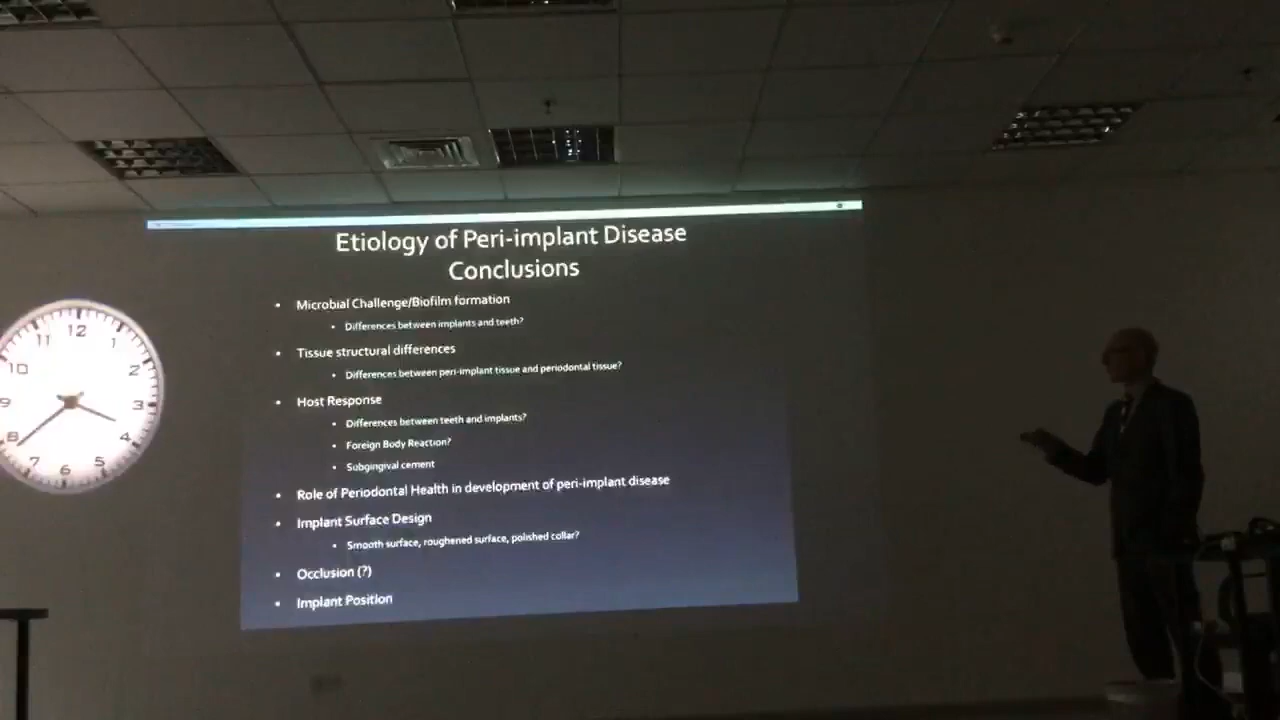 Etiology of Peri-implant Disease
Conclusions
• Microbial Challenge/Biofilm formation
• Differences between implants and teeth?
• Tissue structural differences
• Differences between peri-implant tissue and periodontal tissue?
• Host Response
• Differences between teeth and implants?
• Foreign Body Reaction?
• Subgingival cement
• Role of Periodontal Health in development of peri-implant disease
• Implant Surface Design
• Smooth surface, roughened surface, polished collar?
• Occlusion (?)
• Implant Position
12
1
2
3
4
5
6
7
8
9
10
11